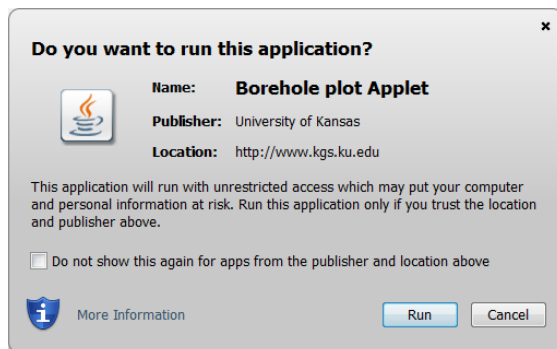 Do you want to run this application?
Name: Borehole plot Applet
Publisher: University of Kansas
Location: http://www.kgs.ku.edu
This application will run with unrestricted access which may put your computer
and personal information at risk. Run this application only if you trust the location
and publisher above.
Do not show this again for apps from the publisher and location above
More Information Run Cancel